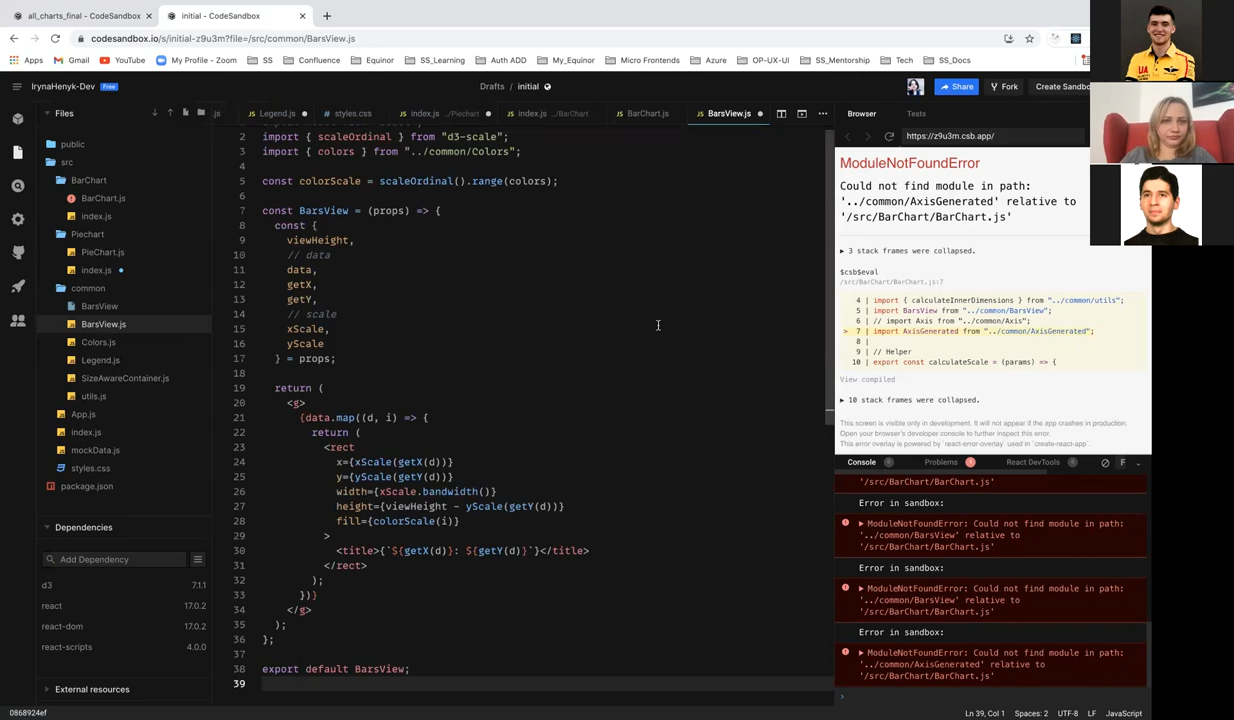 all_charts_final - CodeSandbox
initial - CodeSandbox
codesandbox.io/s/initial-z9u3m?file=/src/common/BarsView.js
Apps
Gmail
YouTube
My Profile - Zoom
SS
Confluence
Equinor
SS_Learning
Auth ADD
My_Equinor
Micro Frontends
Azure
OP-UX-UI
SS_Mentorship
Tech
SS_Docs
IrynaHenyk-Dev
Free
Drafts / initial
Share
Fork
Create Sandbo
Files
public
src
BarChart
BarChart.js
index.js
Piechart
PieChart.js
index.js
common
BarsView
BarsView.js
Colors.js
Legend.js
SizeAwareContainer.js
utils.js
App.js
index.js
mockData.js
styles.css
package.json
Dependencies
Add Dependency
d3 7.1.1
react 17.0.2
react-dom 17.0.2
react-scripts 4.0.0
External resources
0868924ef
.js
Legend.js
styles.css
index.js ./Piechart
index.js ./BarChart
BarChart.js
BarsView.js
2 import { scaleOrdinal } from "d3-scale";
3 import { colors } from "../common/Colors";
4
5 const colorScale = scaleOrdinal().range(colors);
6
7 const BarsView = (props) => {
8 const {
9 viewHeight,
10 // data
11 data,
12 getX,
13 getY,
14 // scale
15 xScale,
16 yScale
17 } = props;
18
19 return (
20 <g>
21 {data.map((d, i) => {
22 return (
23 <rect
24 x={xScale(getX(d))}
25 y={yScale(getY(d))}
26 width={xScale.bandwidth()}
27 height={viewHeight - yScale(getY(d))}
28 fill={colorScale(i)}
29 >
30 <title>{`${getX(d)}: ${getY(d)}`}</title>
31 </rect>
32 );
33 })}
34 </g>
35 );
36 };
37
38 export default BarsView;
39
Browser
Tests
https://z9u3m.csb.app/
ModuleNotFoundError
Could not find module in path:
'../common/AxisGenerated' relative to
'/src/BarChart/BarChart.js'
▶ 3 stack frames were collapsed.
$csb$eval
/src/BarChart/BarChart.js:7
4 | import { calculateInnerDimensions } from "../common/utils";
5 | import BarsView from "../common/BarsView";
6 | // import Axis from "../common/Axis";
> 7 | import AxisGenerated from "../common/AxisGenerated";
8 |
9 | // Helper
10 | export const calculateScale = (params) => {
View compiled
▶ 10 stack frames were collapsed.
This screen is visible only in development. It will not appear if the app crashes in production.
Open your browser's developer console to further inspect this error.
This error overlay is powered by `react-error-overlay` used in `create-react-app`.
Console
0
Problems
1
React DevTools
0
F
'/src/BarChart/BarChart.js'
Error in sandbox:
▶ ModuleNotFoundError: Could not find module in path:
'../common/BarsView' relative to
'/src/BarChart/BarChart.js'
Error in sandbox:
▶ ModuleNotFoundError: Could not find module in path:
'../common/BarsView' relative to
'/src/BarChart/BarChart.js'
Error in sandbox:
▶ ModuleNotFoundError: Could not find module in path:
'../common/AxisGenerated' relative to
'/src/BarChart/BarChart.js'
Ln 39, Col 1
Spaces: 2
UTF-8
LF
JavaScript
UA